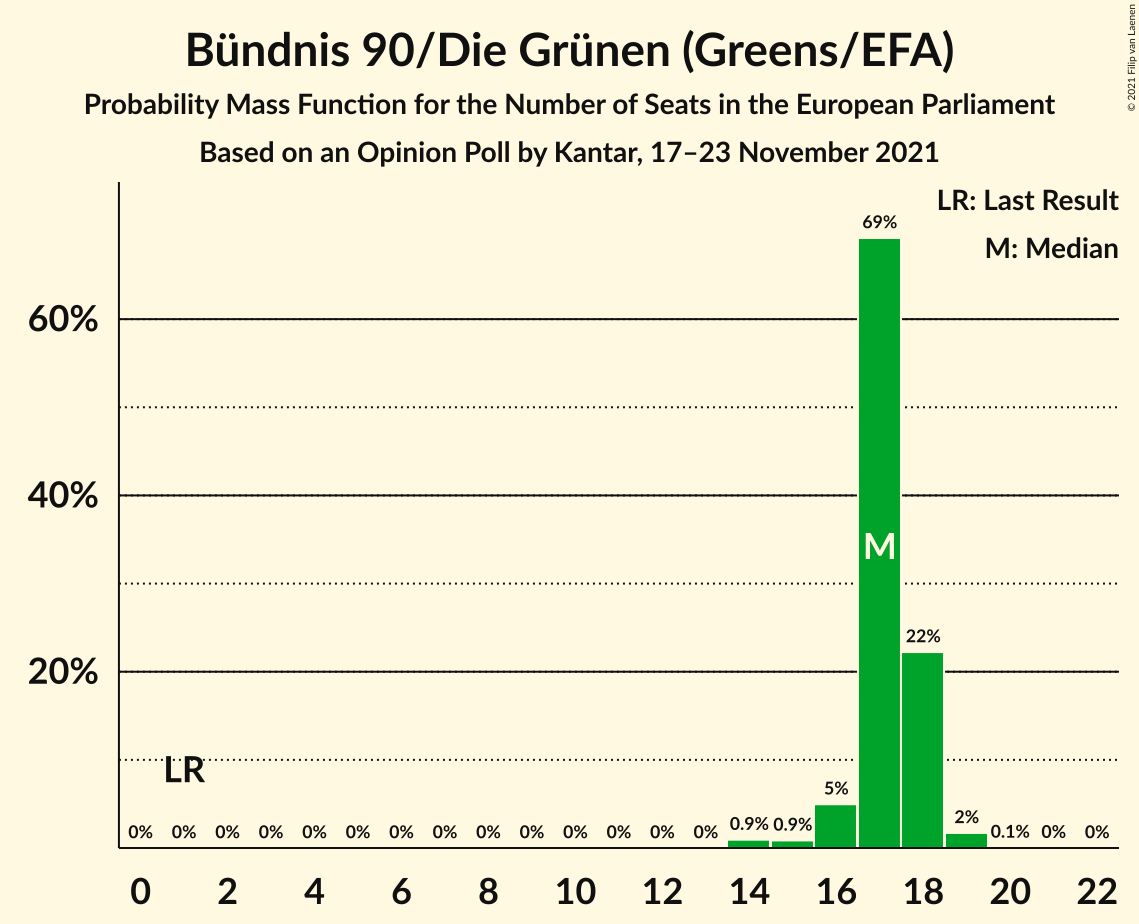 Bündnis 90/Die Grünen (Greens/EFA)
Probability Mass Function for the Number of Seats in the European Parliament
Based on an Opinion Poll by Kantar, 17–23 November 2021
© 2021 Filip van Laenen
LR: Last Result
M: Median
69%
60%
40%
M
22%
20%
LR
5%
0% 0% 0% 0% 0% 0% 0% 0% 0% 0% 0% 0% 0% 0% 0.9% 0.9% 2% 0.1% 0% 0%
0 2 4 6 8 10 12 14 16 18 20 22